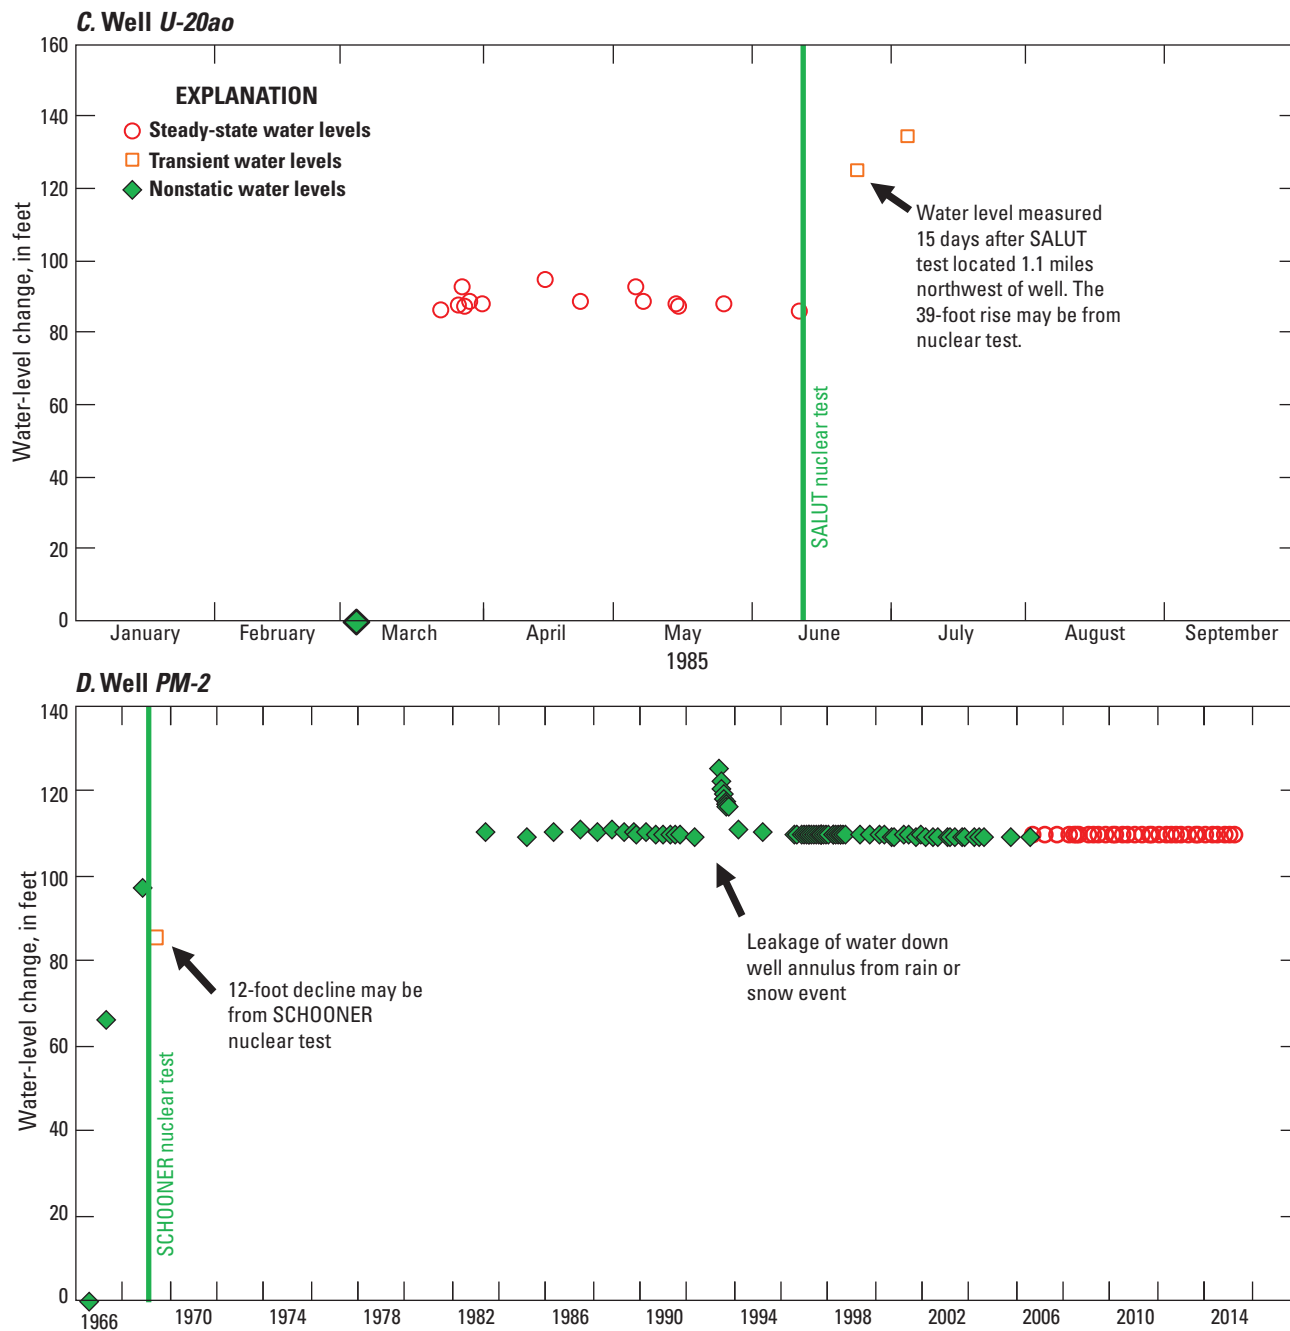 C. Well U-20ao
160
140
120
100
80
60
40
20
0
Water-level change, in feet
EXPLANATION
Steady-state water levels
Transient water levels
Nonstatic water levels
Water level measured
15 days after SALUT
test located 1.1 miles
northwest of well. The
39-foot rise may be from
nuclear test.
SALUT nuclear test
January February March April May June July August September
1985
D. Well PM-2
140
120
100
80
60
40
20
0
Water-level change, in feet
12-foot decline may be
from SCHOONER
nuclear test
SCHOONER nuclear test
Leakage of water down
well annulus from rain or
snow event
1966 1970 1974 1978 1982 1986 1990 1994 1998 2002 2006 2010 2014